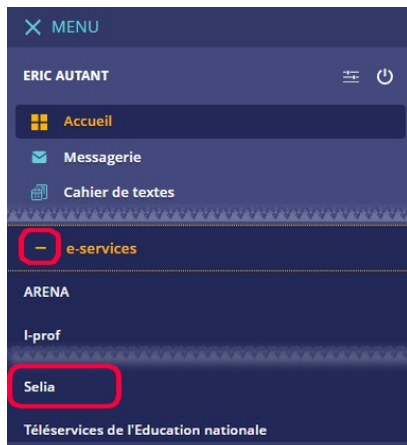 MENU
ERIC AUTANT
Accueil
Messagerie
Cahier de textes
e-services
ARENA
I-prof
Selia
Téléservices de l'Education nationale